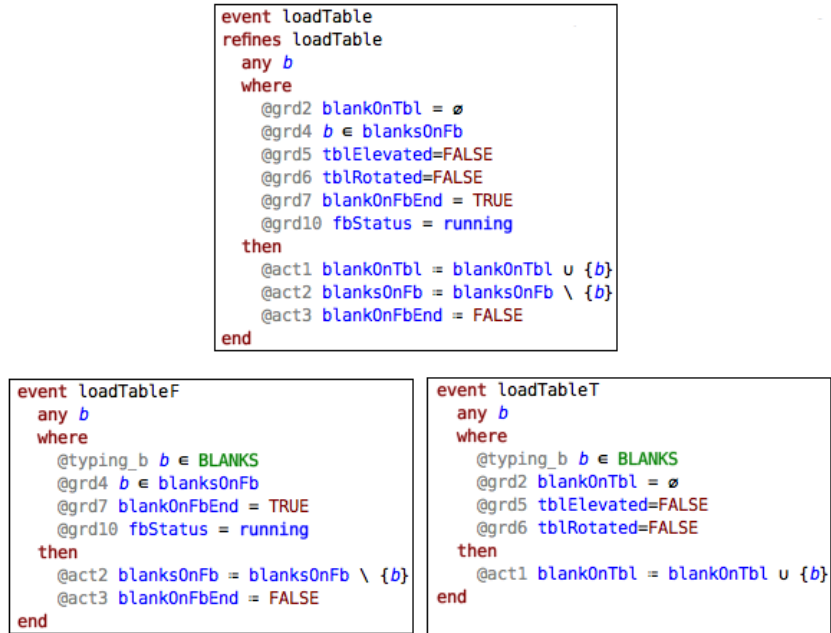 event loadTable
refines loadTable
any b
where
@grd2 blankOnTbl = ∅
@grd4 b ∈ blanksOnFb
@grd5 tblElevated=FALSE
@grd6 tblRotated=FALSE
@grd7 blankOnFbEnd = TRUE
@grd10 fbStatus = running
then
@act1 blankOnTbl ≔ blankOnTbl ∪ {b}
@act2 blanksOnFb ≔ blanksOnFb \ {b}
@act3 blankOnFbEnd ≔ FALSE
end
event loadTableF
any b
where
@typing_b b ∈ BLANKS
@grd4 b ∈ blanksOnFb
@grd7 blankOnFbEnd = TRUE
@grd10 fbStatus = running
then
@act2 blanksOnFb ≔ blanksOnFb \ {b}
@act3 blankOnFbEnd ≔ FALSE
end
event loadTableT
any b
where
@typing_b b ∈ BLANKS
@grd2 blankOnTbl = ∅
@grd5 tblElevated=FALSE
@grd6 tblRotated=FALSE
then
@act1 blankOnTbl ≔ blankOnTbl ∪ {b}
end